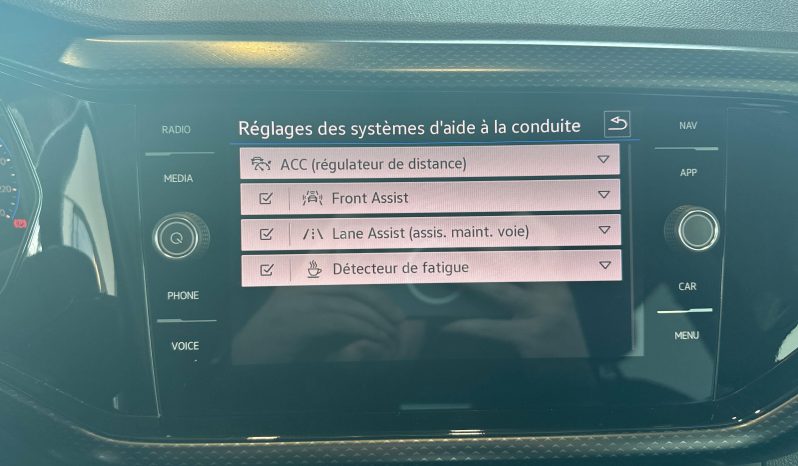 RADIO
MEDIA
PHONE
VOICE
Réglages des systèmes d'aide à la conduite
ACC (régulateur de distance)
Front Assist
Lane Assist (assis. maint. voie)
Détecteur de fatigue
NAV
APP
CAR
MENU
220